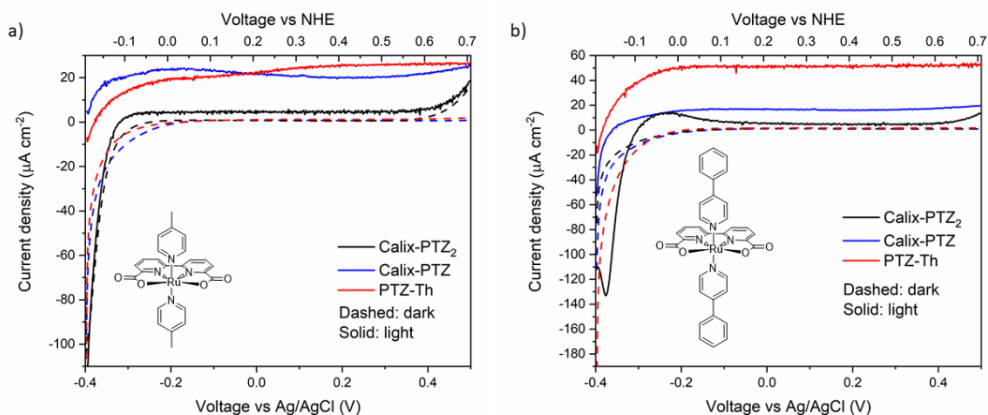 a)
Voltage vs NHE
-0.1 0.0 0.1 0.2 0.3 0.4 0.5 0.6 0.7
20
0
-20
-40
-60
-80
-100
Current density (µA cm⁻²)
N
N N
O O Ru O O
N
Calix-PTZ₂
Calix-PTZ
PTZ-Th
Dashed: dark
Solid: light
-0.4 -0.2 0.0 0.2 0.4
Voltage vs Ag/AgCl (V)
b)
Voltage vs NHE
-0.1 0.0 0.1 0.2 0.3 0.4 0.5 0.6 0.7
60
40
20
0
-20
-40
-60
-80
-100
-120
-140
-160
-180
Current density (µA cm⁻²)
N
N N
O O Ru O O
N
Calix-PTZ₂
Calix-PTZ
PTZ-Th
Dashed: dark
Solid: light
-0.4 -0.2 0.0 0.2 0.4
Voltage vs Ag/AgCl (V)